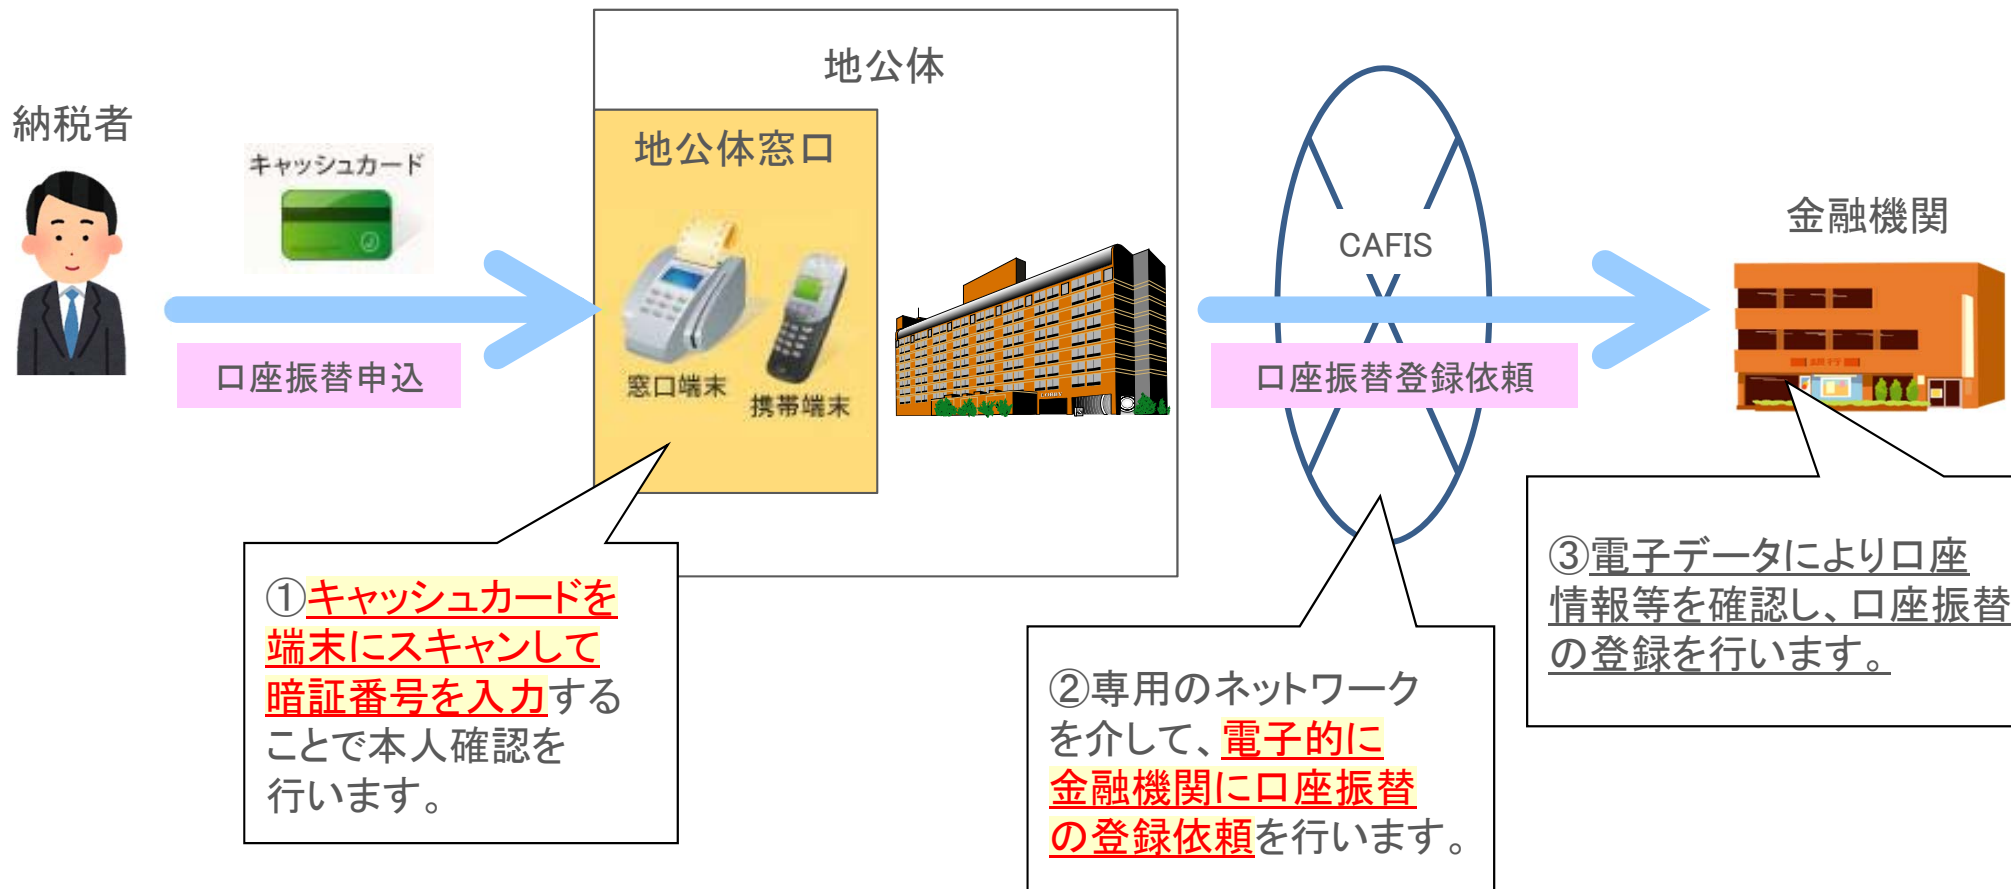 納税者
キャッシュカード
口座振替申込
地公体
地公体窓口
窓口端末
携帯端末
CAFIS
口座振替登録依頼
金融機関
銀行
①キャッシュカードを
端末にスキャンして
暗証番号を入力する
ことで本人確認を
行います。
②専用のネットワーク
を介して、電子的に
金融機関に口座振替
の登録依頼を行います。
③電子データにより口座
情報等を確認し、口座振替
の登録を行います。